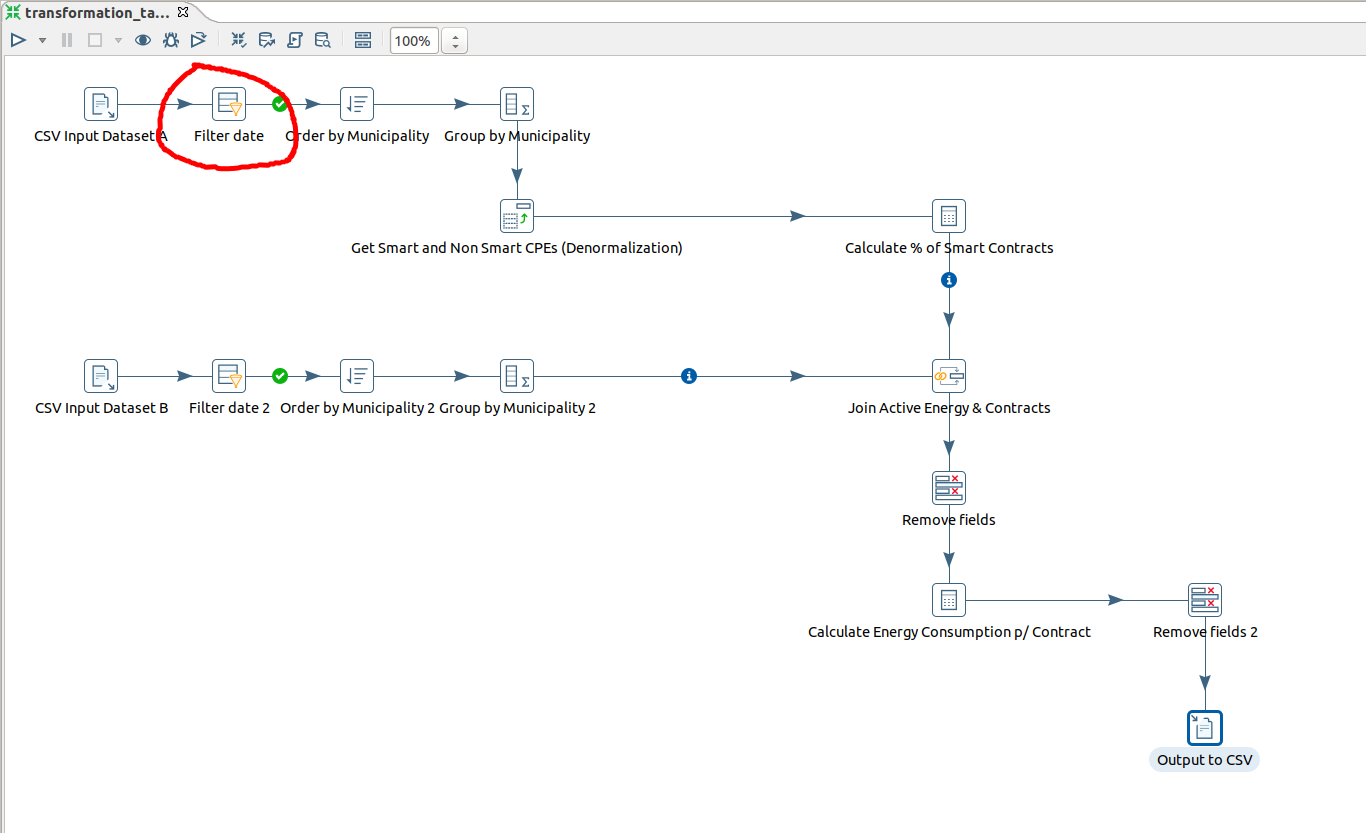 transformation_ta...
100%
CSV Input Dataset A
Filter date
Order by Municipality
Group by Municipality
Get Smart and Non Smart CPEs (Denormalization)
Calculate % of Smart Contracts
CSV Input Dataset B
Filter date 2
Order by Municipality 2
Group by Municipality 2
Join Active Energy & Contracts
Remove fields
Calculate Energy Consumption p/ Contract
Remove fields 2
Output to CSV